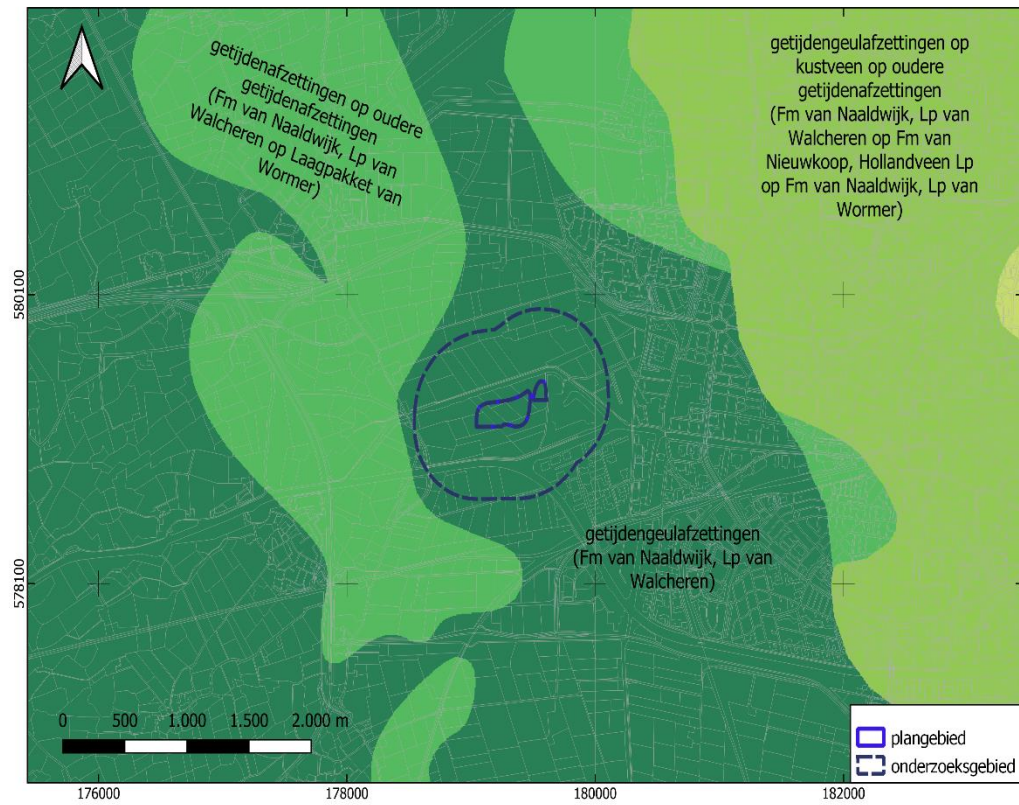 getijdenafzettingen op oudere
getijdenafzettingen
(Fm van Naaldwijk, Lp van
Walcheren op Laagpakket van
Wormer)
getijdengeulafzettingen op
kustveen op oudere
getijdenafzettingen
(Fm van Naaldwijk, Lp van
Walcheren op Fm van
Nieuwkoop, Hollandveen Lp
op Fm van Naaldwijk, Lp van
Wormer)
580100
getijdengeulafzettingen
(Fm van Naaldwijk, Lp van
Walcheren)
578100
0 500 1.000 1.500 2.000 m
plangebied
onderzoeksgebied
176000 178000 180000 182000